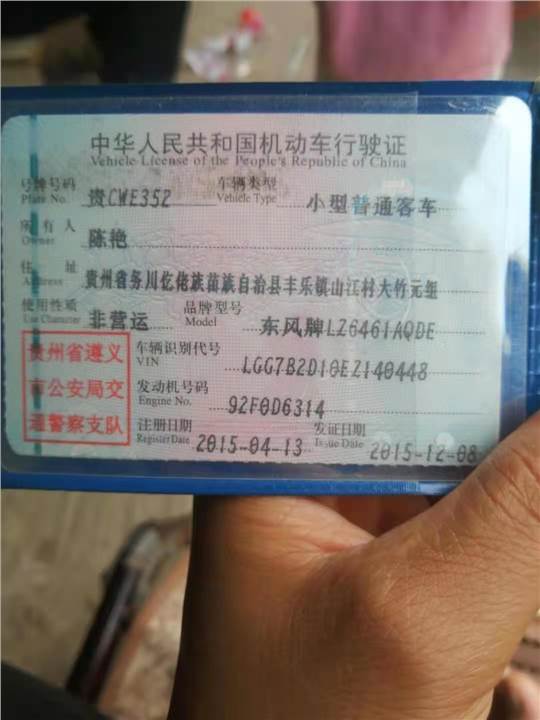 中华人民共和国机动车行驶证
Vehicle License of the People's Republic of China
号牌号码 贵CWE352 车辆类型 小型普通客车
Plate No. Vehicle Type
所有人 陈艳
Owner
住址 贵州省务川仡佬族苗族自治县丰乐镇山江村大竹元组
Address
使用性质 非营运 品牌型号 东风牌LZ6461AQDE
Use Character Model
贵州省遵义
市公安局交
通警察支队
车辆识别代号 LGG7B2D10EZ140448
VIN
发动机号码 92F0D6314
Engine No.
注册日期 2015-04-13 发证日期 2015-12-08
Register Date Issue Date